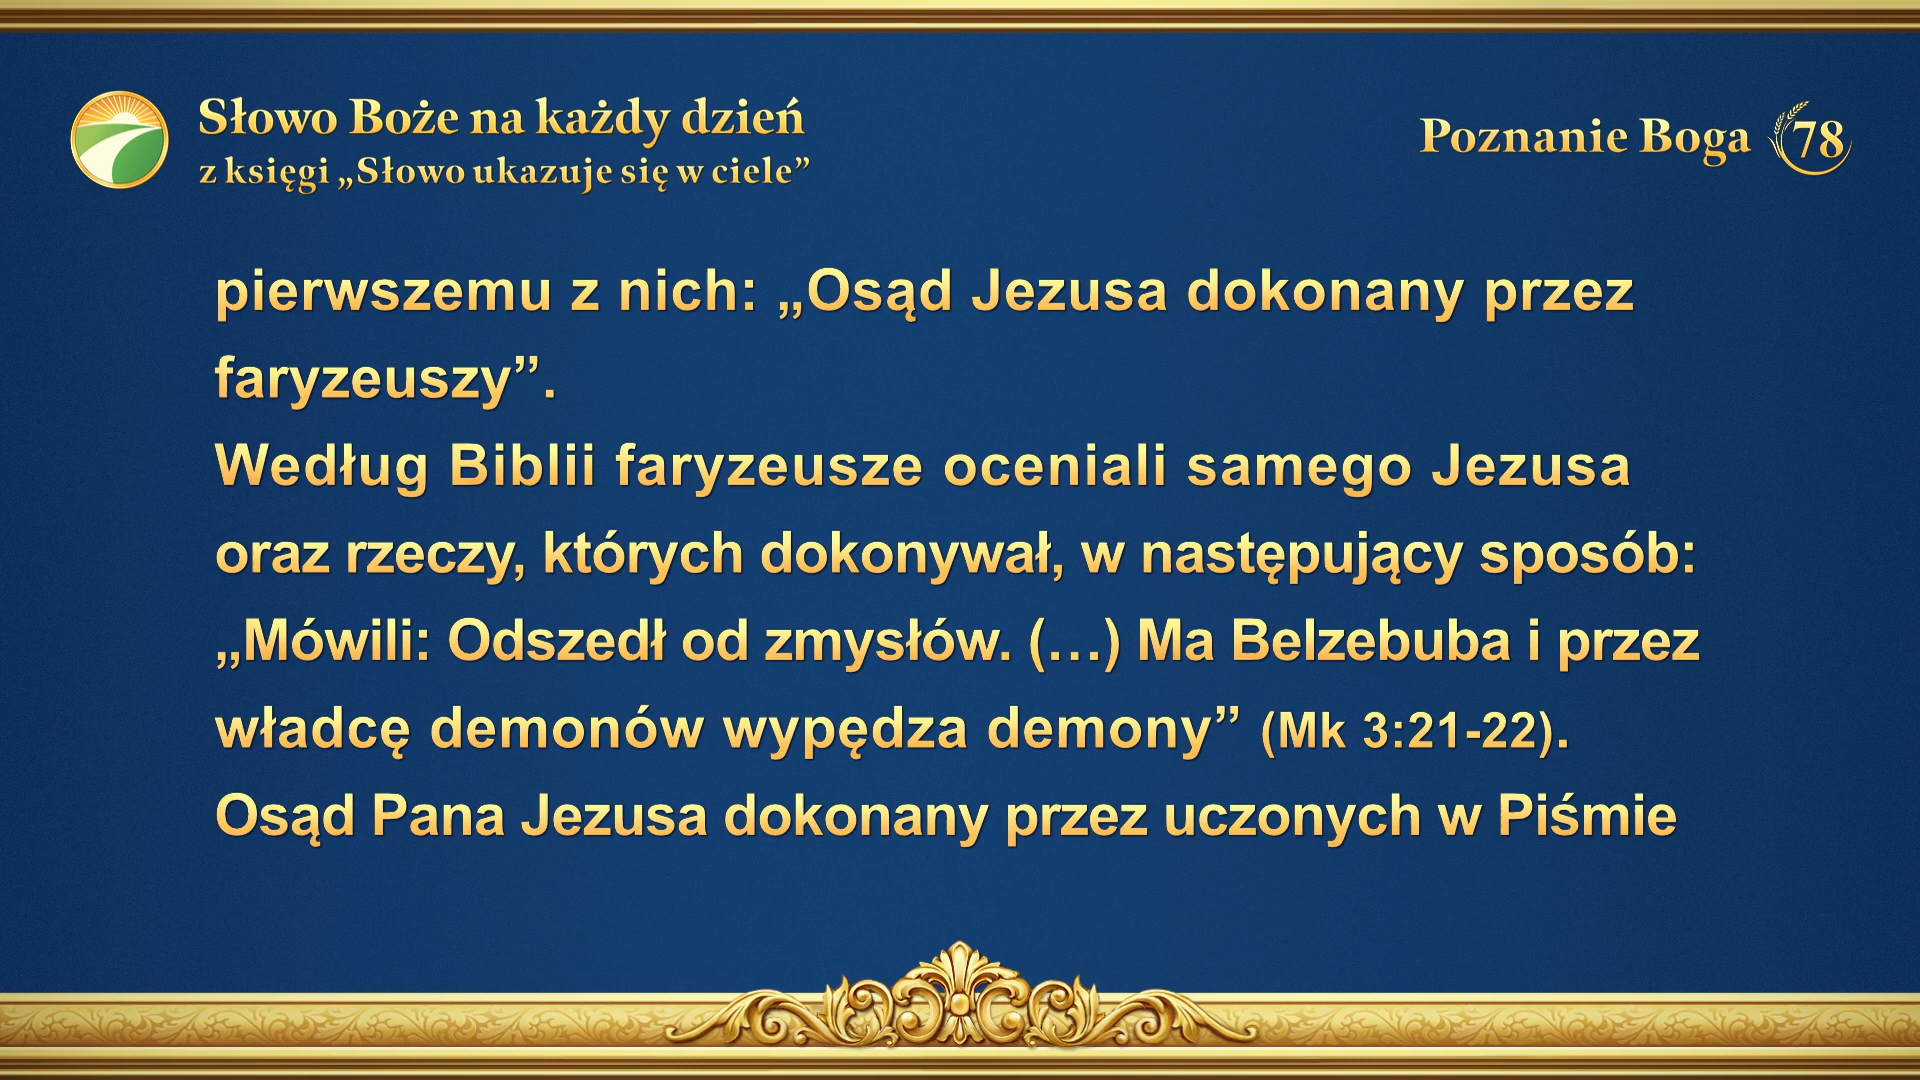 Słowo Boże na każdy dzień
z księgi „Słowo ukazuje się w ciele”
Poznanie Boga 78
pierwszemu z nich: „Osąd Jezusa dokonany przez
faryzeuszy”.
Według Biblii faryzeusze oceniali samego Jezusa
oraz rzeczy, których dokonywał, w następujący sposób:
„Mówili: Odszedł od zmysłów. (…) Ma Belzebuba i przez
władcę demonów wypędza demony” (Mk 3:21-22).
Osąd Pana Jezusa dokonany przez uczonych w Piśmie